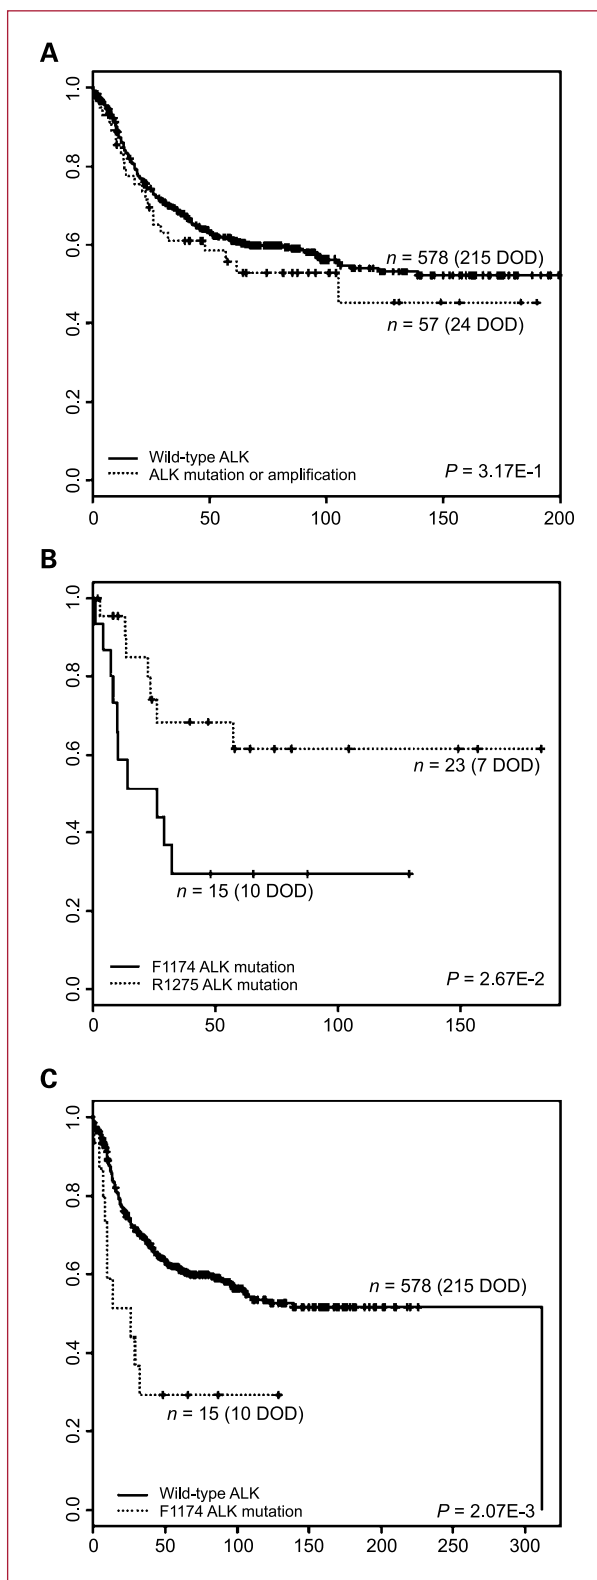 A
1.0
0.8
0.6
0.4
0.2
0.0
n = 578 (215 DOD)
n = 57 (24 DOD)
Wild-type ALK
ALK mutation or amplification
P = 3.17E-1
0 50 100 150 200
B
1.0
0.8
0.6
0.4
0.2
0.0
n = 23 (7 DOD)
n = 15 (10 DOD)
F1174 ALK mutation
R1275 ALK mutation
P = 2.67E-2
0 50 100 150
C
1.0
0.8
0.6
0.4
0.2
0.0
n = 578 (215 DOD)
n = 15 (10 DOD)
Wild-type ALK
F1174 ALK mutation
P = 2.07E-3
0 50 100 150 200 250 300